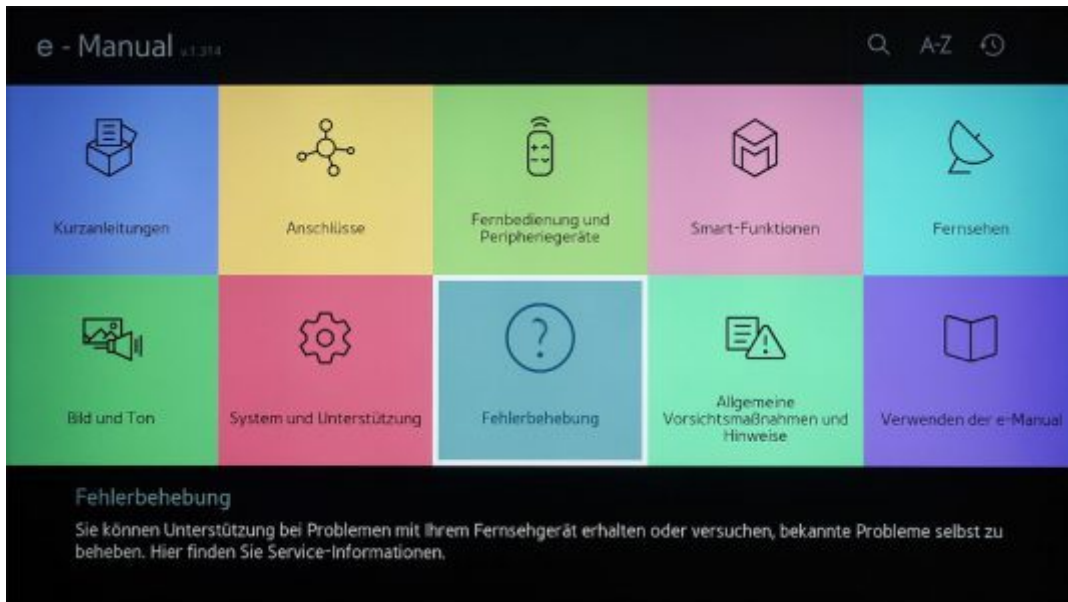 e - Manual v.1.314
A-Z
Kurzanleitungen
Anschlüsse
Fernbedienung und
Peripheriegeräte
Smart-Funktionen
Fernsehen
Bild und Ton
System und Unterstützung
Fehlerbehebung
Allgemeine
Vorsichtsmaßnahmen und
Hinweise
Verwenden der e-Manual
Fehlerbehebung
Sie können Unterstützung bei Problemen mit Ihrem Fernsehgerät erhalten oder versuchen, bekannte Probleme selbst zu
beheben. Hier finden Sie Service-Informationen.